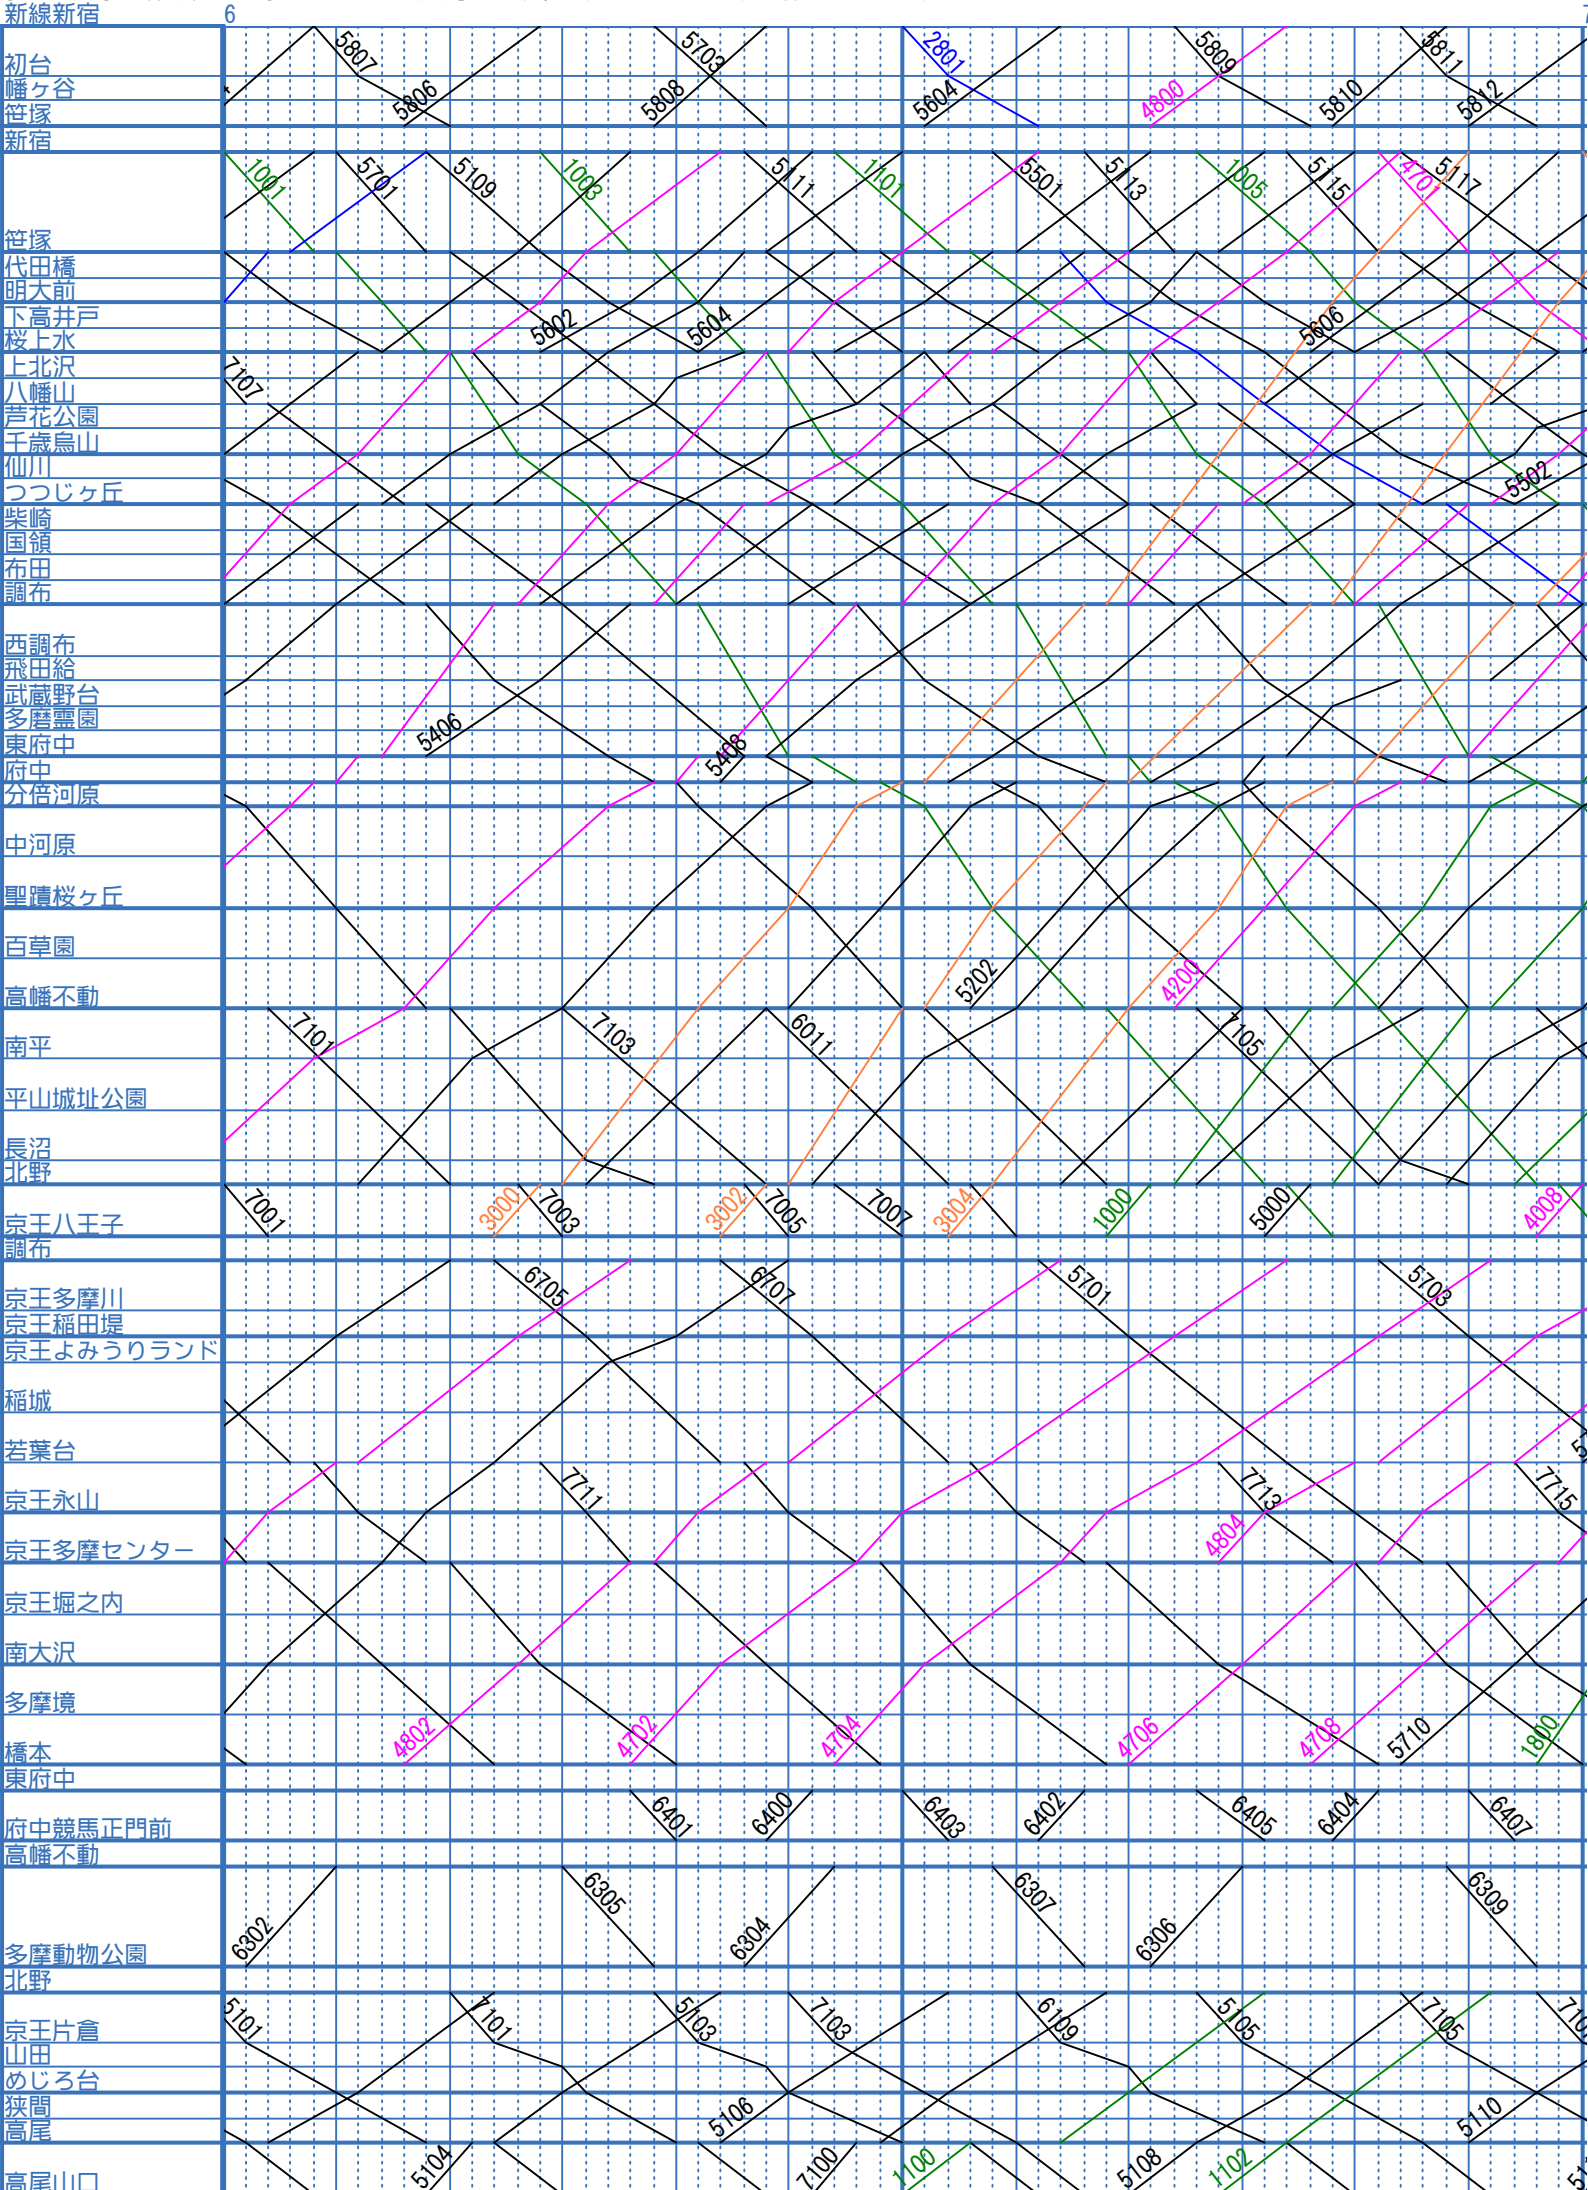 新線新宿 6 7
初台 5807 5703 2801 5809 5811
幡ヶ谷 5806 5808 5604 4800 5810 5812
笹塚
新宿
1001 5701 5109 1003 5111 1101 5501 5113 1005 5115 4701 5117
笹塚
代田橋
明大前
下高井戸 5602 5604 5606
桜上水
上北沢 7107
八幡山
芦花公園
千歳烏山
仙川
つつじヶ丘 5502
柴崎
国領
布田
調布
西調布
飛田給
武蔵野台
多磨霊園 5406
東府中 5408
府中
分倍河原
中河原
聖蹟桜ヶ丘
百草園
高幡不動 5202 4200
南平 7101 7103 6011 7105
平山城址公園
長沼
北野
京王八王子 7001 3000 7003 3002 7005 7007 3004 1000 5000 4008
調布
京王多摩川 6705 6707 5701 5703
京王稲田堤
京王よみうりランド
稲城
若葉台
京王永山 7711 7713 7715
京王多摩センター 4804
京王堀之内
南大沢
多摩境
橋本 4802 4702 4704 4706 4708 5710 1800
東府中
府中競馬正門前 6401 6400 6403 6402 6405 6404 6407
高幡不動
6305 6307 6309
多摩動物公園 6302 6304 6306
北野
京王片倉 5101 7101 5103 7103 6109 5105 7105
山田
めじろ台
狭間
高尾 5106 5110
高尾山口 5104 7100 1100 5108 1102